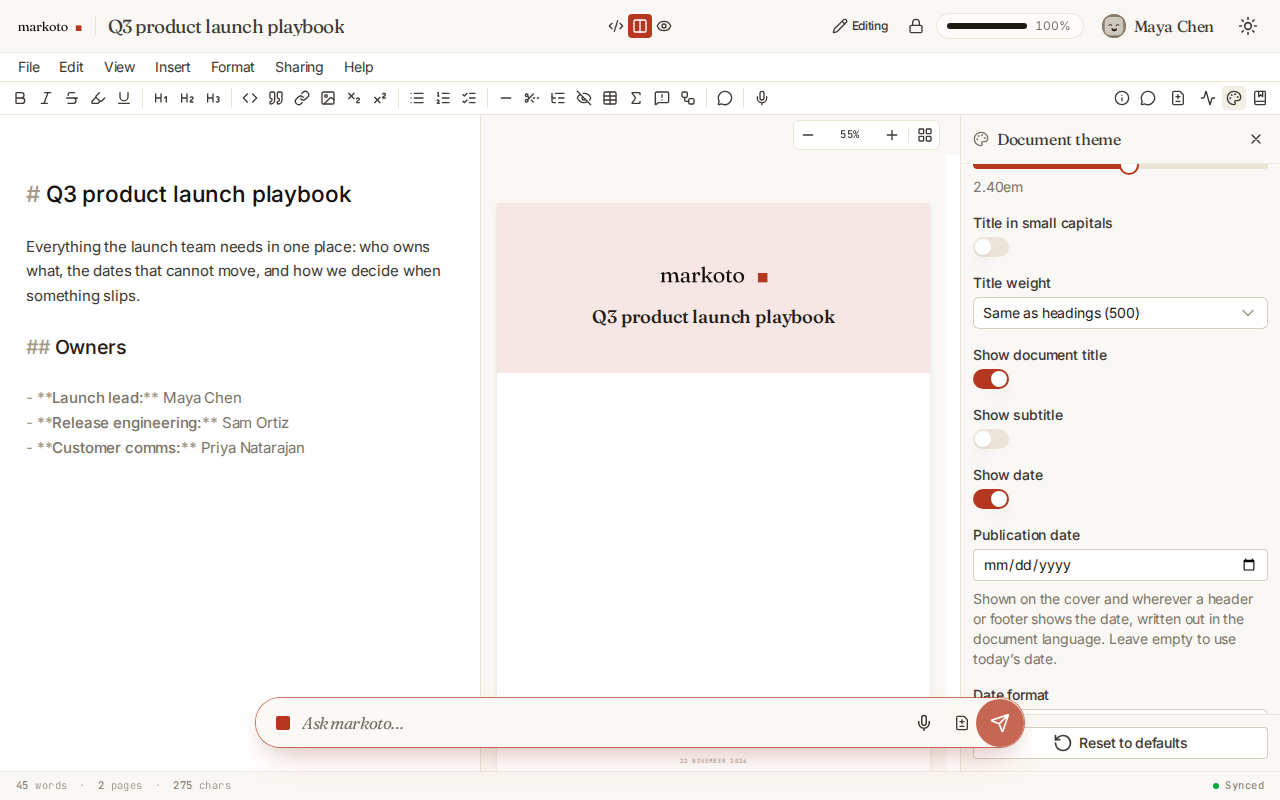 markoto
Q3 product launch playbook
Editing
100%
Maya Chen
File Edit View Insert Format Sharing Help
H1 H2 H3
55%
Document theme
# Q3 product launch playbook
Everything the launch team needs in one place: who owns
what, the dates that cannot move, and how we decide when
something slips.
## Owners
- **Launch lead:** Maya Chen
- **Release engineering:** Sam Ortiz
- **Customer comms:** Priya Natarajan
markoto
Q3 product launch playbook
22 NOVEMBER 2026
2.40em
Title in small capitals
Title weight
Same as headings (500)
Show document title
Show subtitle
Show date
Publication date
mm/dd/yyyy
Shown on the cover and wherever a header
or footer shows the date, written out in the
document language. Leave empty to use
today's date.
Date format
Reset to defaults
Ask markoto...
45 words · 2 pages · 275 chars
Synced